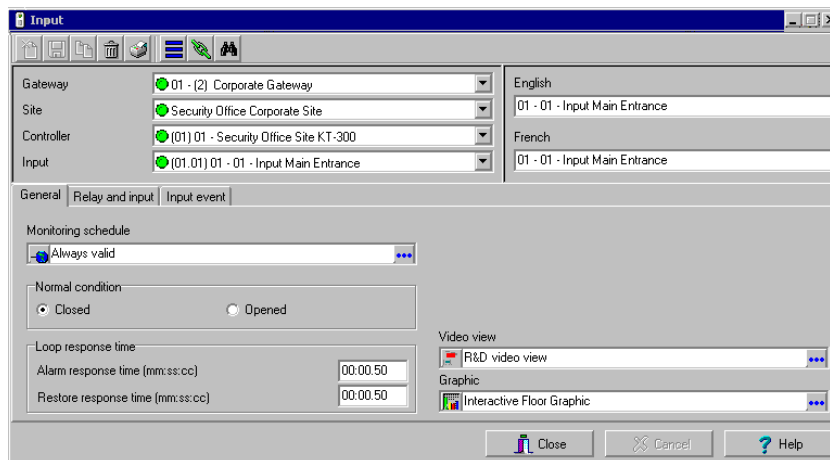 Input
Gateway
01 - (2) Corporate Gateway
Site
Security Office Corporate Site
Controller
(01) 01 - Security Office Site KT-300
Input
(01.01) 01 - 01 - Input Main Entrance
English
01 - 01 - Input Main Entrance
French
01 - 01 - Input Main Entrance
General Relay and input Input event
Monitoring schedule
Always valid
Normal condition
Closed Opened
Loop response time
Alarm response time (mm:ss:cc) 00:00.50
Restore response time (mm:ss:cc) 00:00.50
Video view
R&D video view
Graphic
Interactive Floor Graphic
Close Cancel Help